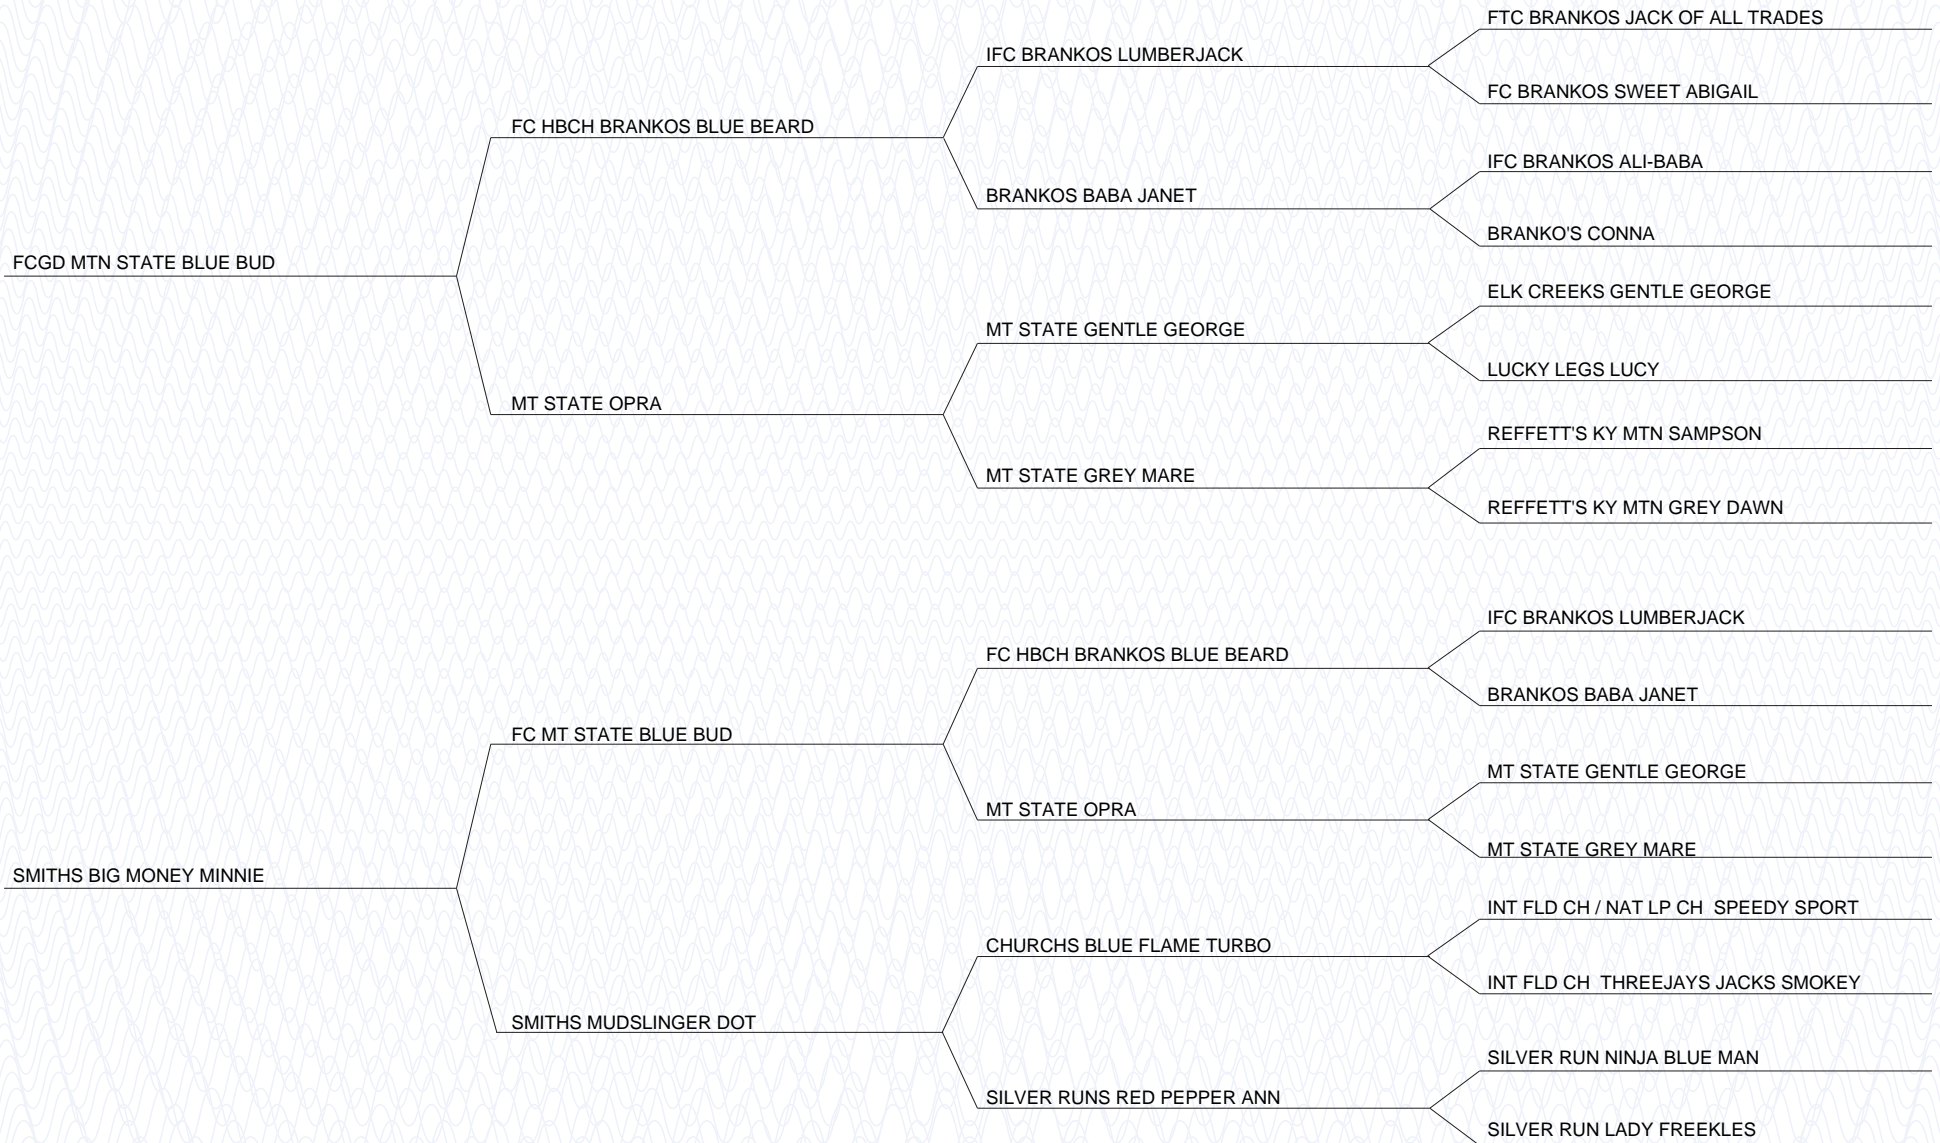 FTC BRANKOS JACK OF ALL TRADES
IFC BRANKOS LUMBERJACK
FC BRANKOS SWEET ABIGAIL
FC HBCH BRANKOS BLUE BEARD
IFC BRANKOS ALI-BABA
BRANKOS BABA JANET
BRANKO'S CONNA
FCGD MTN STATE BLUE BUD
ELK CREEKS GENTLE GEORGE
MT STATE GENTLE GEORGE
LUCKY LEGS LUCY
MT STATE OPRA
REFFETT'S KY MTN SAMPSON
MT STATE GREY MARE
REFFETT'S KY MTN GREY DAWN
IFC BRANKOS LUMBERJACK
FC HBCH BRANKOS BLUE BEARD
BRANKOS BABA JANET
FC MT STATE BLUE BUD
MT STATE GENTLE GEORGE
MT STATE OPRA
MT STATE GREY MARE
SMITHS BIG MONEY MINNIE
INT FLD CH / NAT LP CH  SPEEDY SPORT
CHURCHS BLUE FLAME TURBO
INT FLD CH  THREEJAYS JACKS SMOKEY
SMITHS MUDSLINGER DOT
SILVER RUN NINJA BLUE MAN
SILVER RUNS RED PEPPER ANN
SILVER RUN LADY FREEKLES